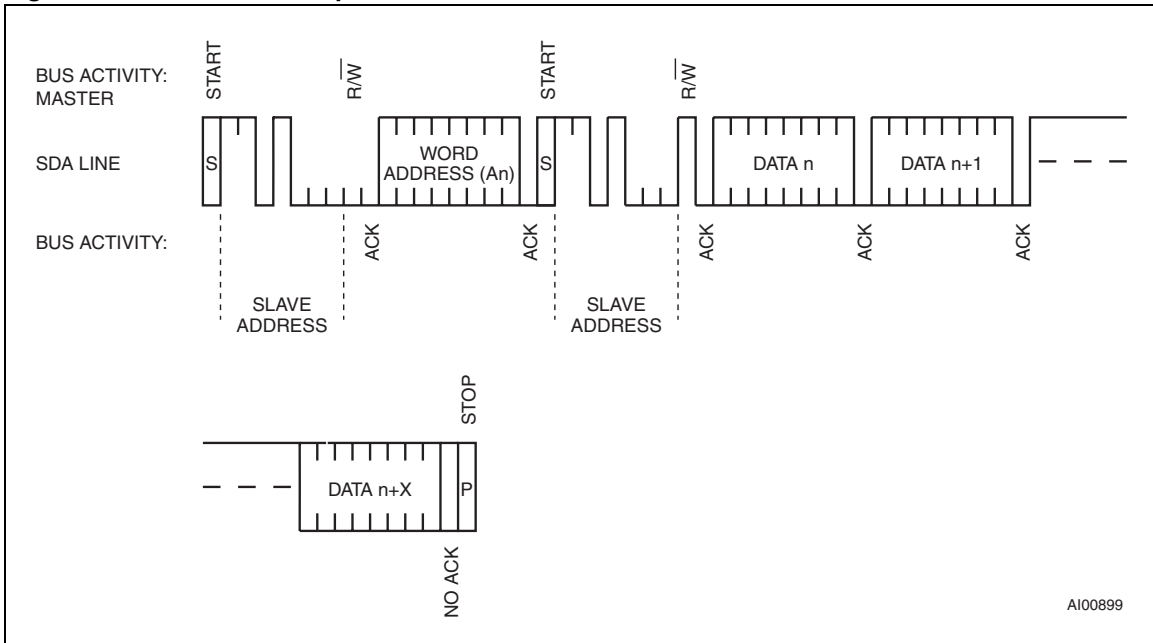 BUS ACTIVITY:
MASTER
START
R/W
START
R/W
SDA LINE
S
WORD
ADDRESS (An)
S
DATA n
DATA n+1
BUS ACTIVITY:
ACK
ACK
ACK
ACK
ACK
SLAVE
ADDRESS
SLAVE
ADDRESS
STOP
DATA n+X
P
NO ACK
AI00899